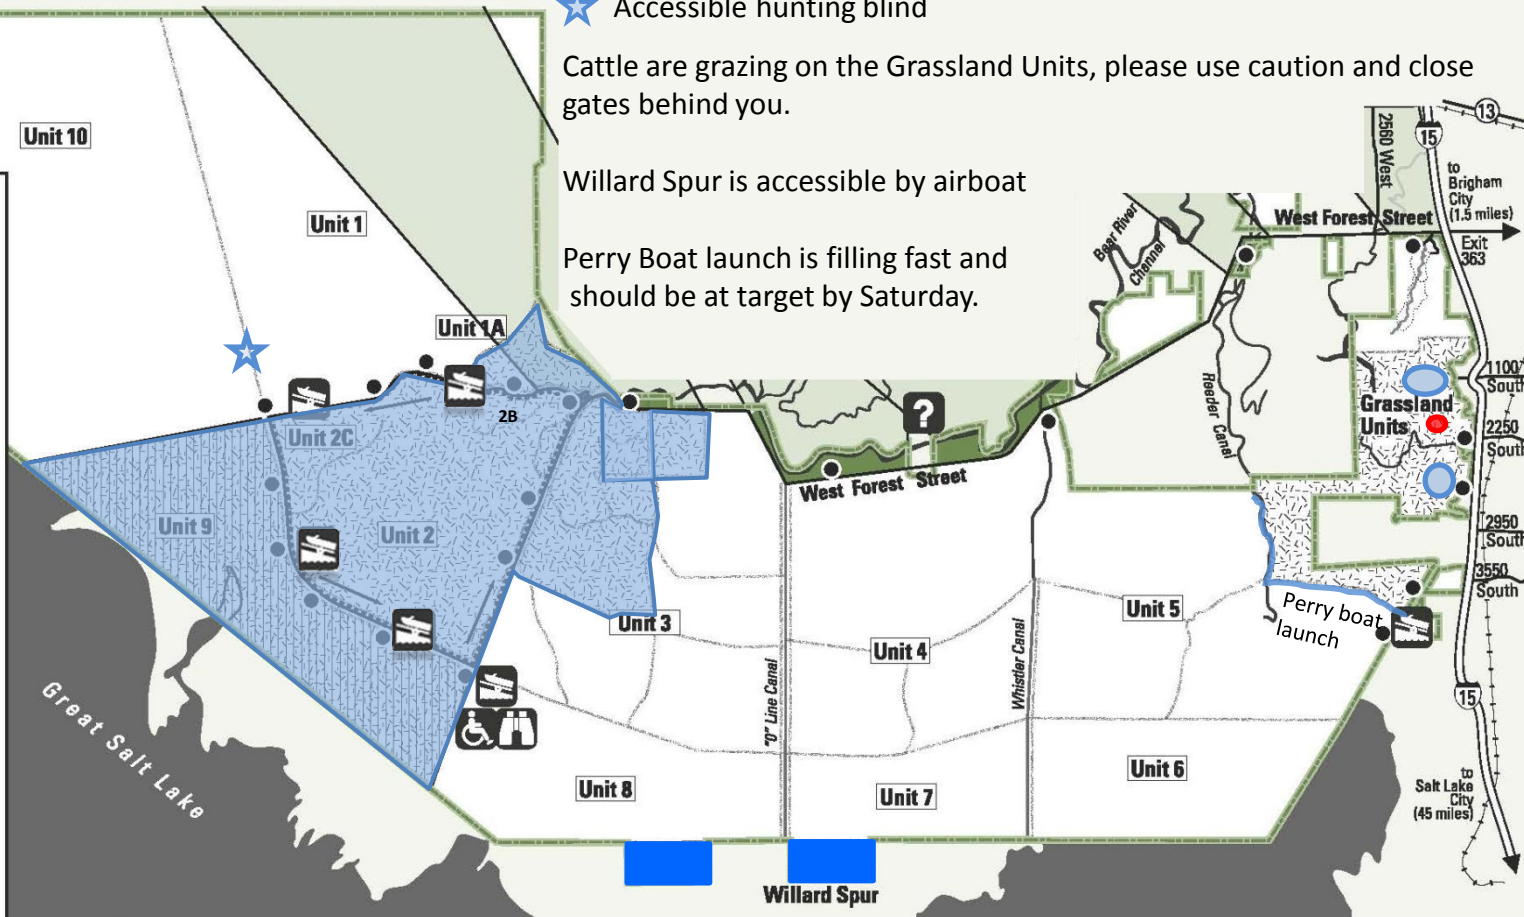 Accessible hunting blind
Cattle are grazing on the Grassland Units, please use caution and close
gates behind you.
Willard Spur is accessible by airboat
Perry Boat launch is filling fast and
should be at target by Saturday.
13
15
2560 West
to
Brigham
City
(1.5 miles)
West Forest Street
Exit
363
Bear River
Channel
Unit 10
Unit 1
Unit 1A
2B
Unit 2C
Unit 9
Unit 2
?
West Forest Street
Reeder Canal
Grassland
Units
1100
South
2250
South
2950
South
3550
South
Perry boat
launch
Unit 3
Unit 4
Unit 5
"O" Line Canal
Whistler Canal
Great Salt Lake
Unit 8
Unit 7
Unit 6
15
to
Salt Lake
City
(45 miles)
Willard Spur